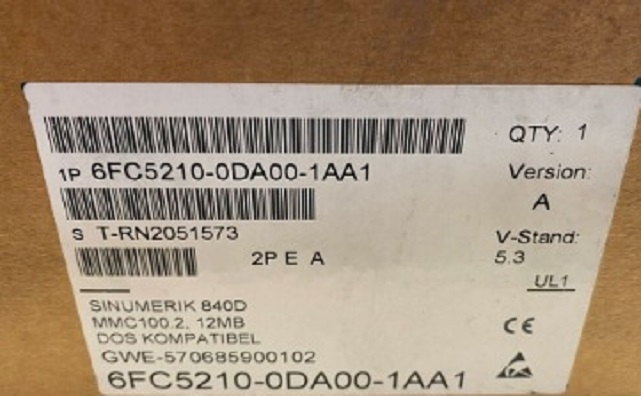 QTY: 1
1P 6FC5210-0DA00-1AA1
Version:
A
S T-RN2051573
V-Stand:
5.3
2P E A
UL1
SINUMERIK 840D
MMC100.2, 12MB
DOS KOMPATIBEL
GWE-570685900102
CE
6FC5210-0DA00-1AA1